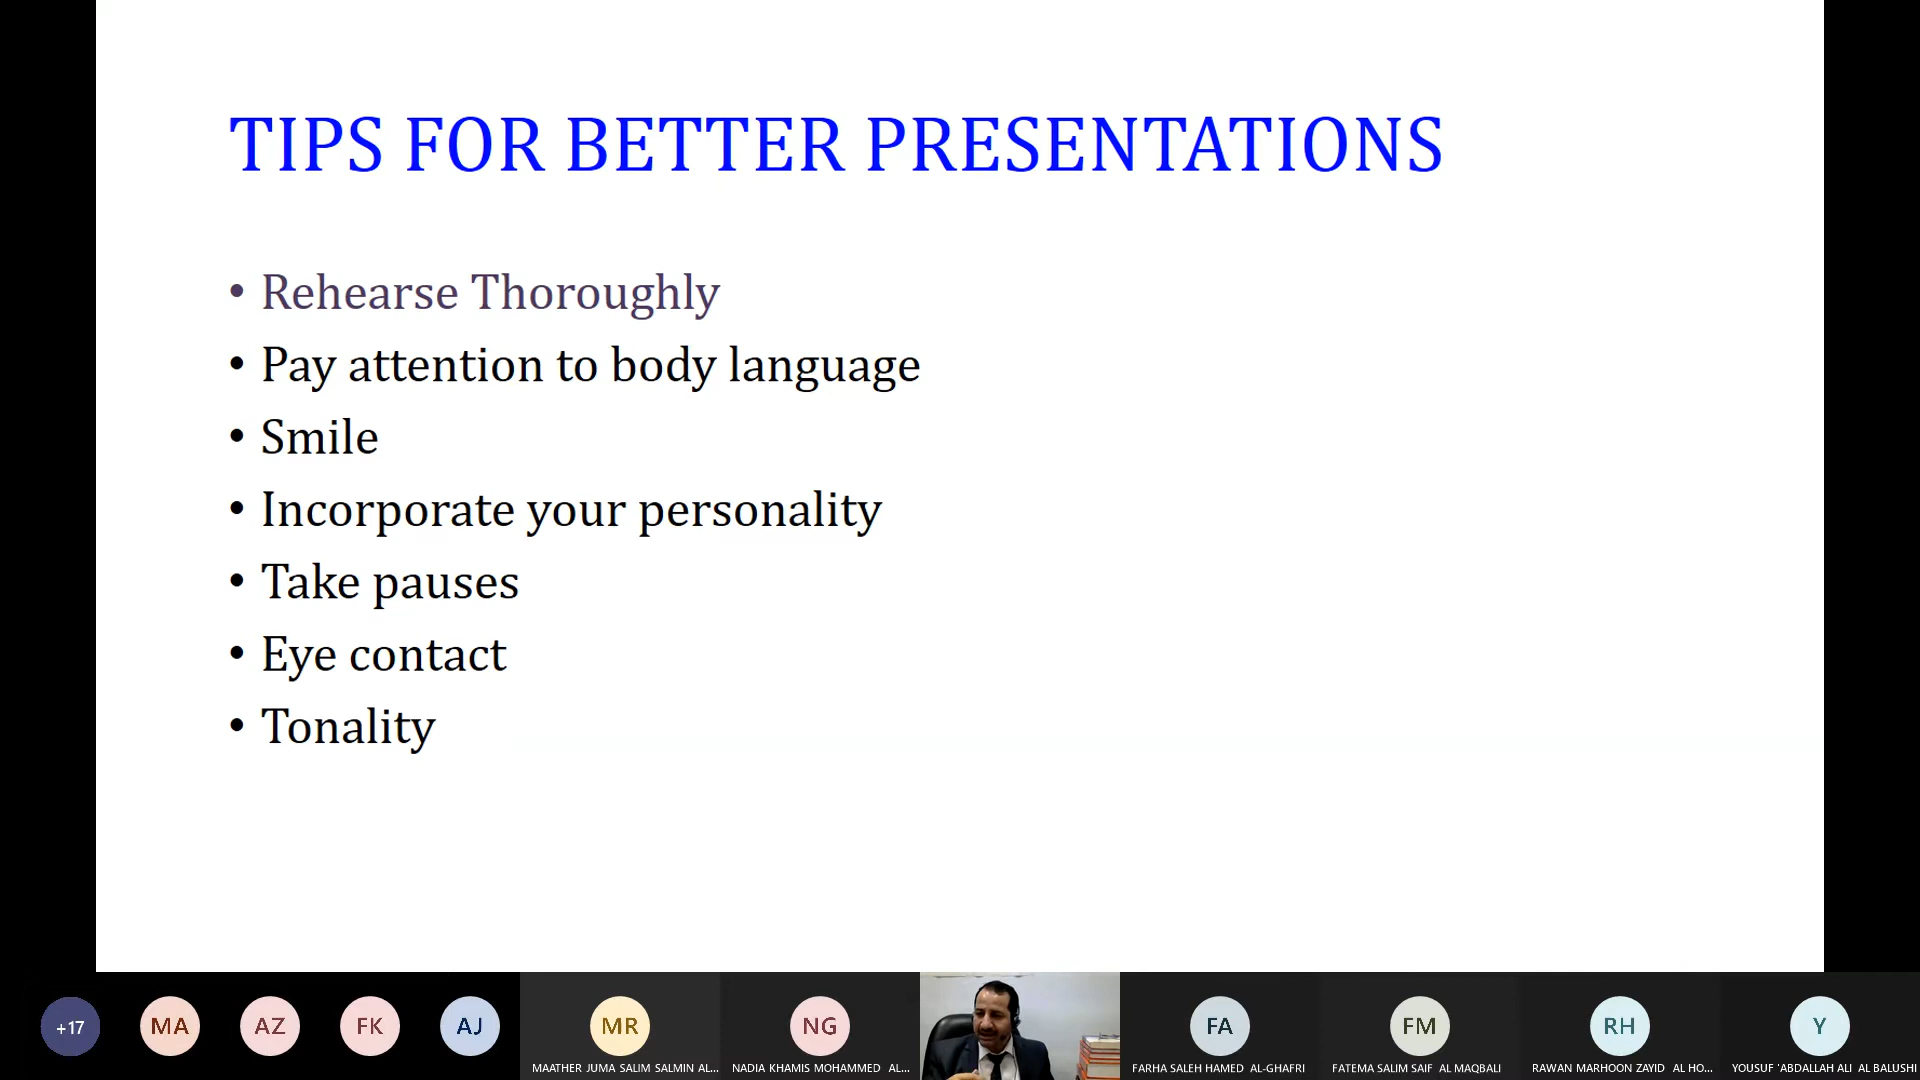 TIPS FOR BETTER PRESENTATIONS
• Rehearse Thoroughly
• Pay attention to body language
• Smile
• Incorporate your personality
• Take pauses
• Eye contact
• Tonality
+17
MA
AZ
FK
AJ
MR
NG
FA
FM
RH
Y
MAATHER JUMA SALIM SALMIN AL...
NADIA KHAMIS MOHAMMED AL...
FARHA SALEH HAMED AL-GHAFRI
FATEMA SALIM SAIF AL MAQBALI
RAWAN MARHOON ZAYID AL HO...
YOUSUF 'ABDALLAH ALI AL BALUSHI